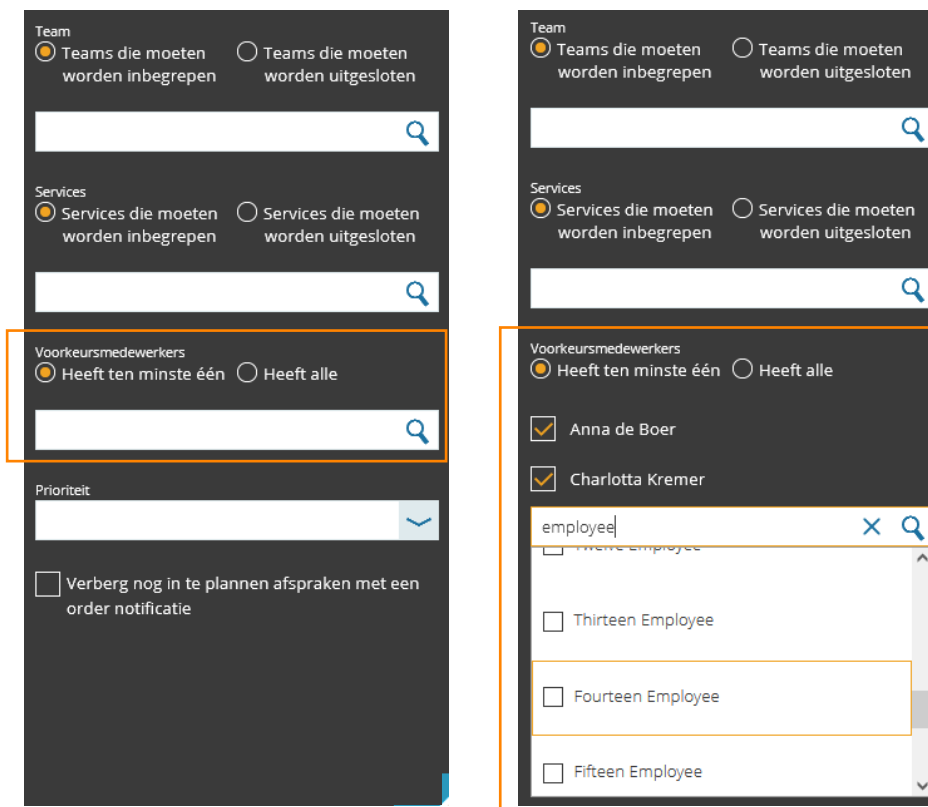 Team
Teams die moeten worden inbegrepen
Teams die moeten worden uitgesloten
Services
Services die moeten worden inbegrepen
Services die moeten worden uitgesloten
Voorkeursmedewerkers
Heeft ten minste één
Heeft alle
Prioriteit
Verberg nog in te plannen afspraken met een
order notificatie
Team
Teams die moeten worden inbegrepen
Teams die moeten worden uitgesloten
Services
Services die moeten worden inbegrepen
Services die moeten worden uitgesloten
Voorkeursmedewerkers
Heeft ten minste één
Heeft alle
Anna de Boer
Charlotta Kremer
employee
Twelve Employee
Thirteen Employee
Fourteen Employee
Fifteen Employee